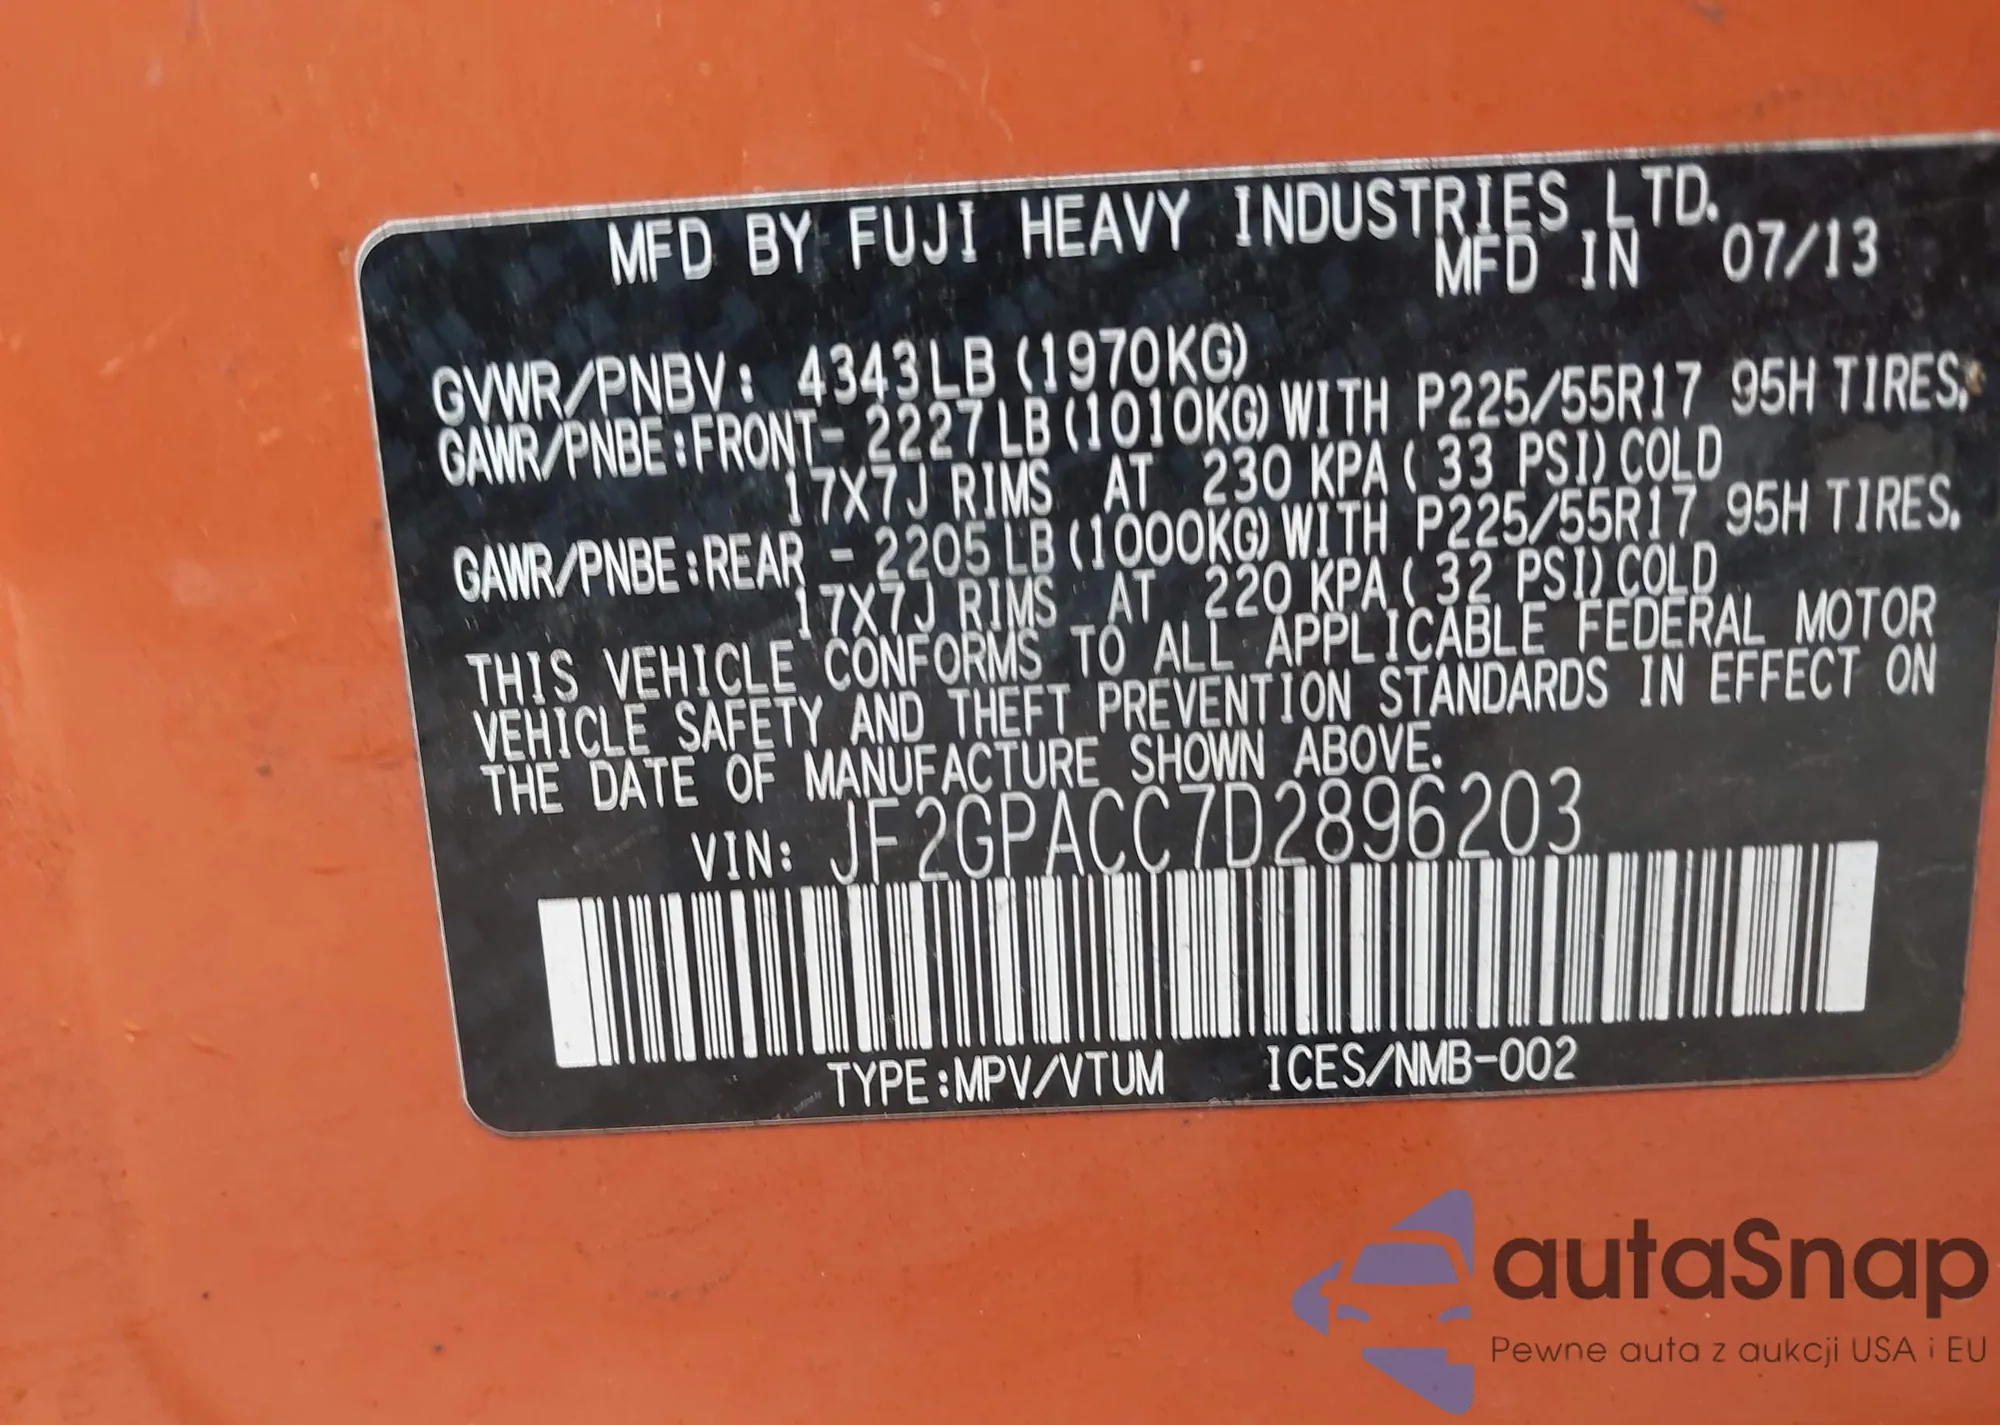 MFD BY FUJI HEAVY INDUSTRIES LTD.
MFD IN 07/13
GVWR/PNBV: 4343LB (1970KG)
GAWR/PNBE:FRONT- 2227LB (1010KG) WITH P225/55R17 95H TIRES,
17X7J RIMS AT 230 KPA ( 33 PSI) COLD
GAWR/PNBE:REAR - 2205LB (1000KG) WITH P225/55R17 95H TIRES,
17X7J RIMS AT 220 KPA ( 32 PSI) COLD
THIS VEHICLE CONFORMS TO ALL APPLICABLE FEDERAL MOTOR
VEHICLE SAFETY AND THEFT PREVENTION STANDARDS IN EFFECT ON
THE DATE OF MANUFACTURE SHOWN ABOVE.
VIN: JF2GPACC7D2896203
TYPE:MPV/VTUM ICES/NMB-002
autaSnap
Pewne auta z aukcji USA i EU